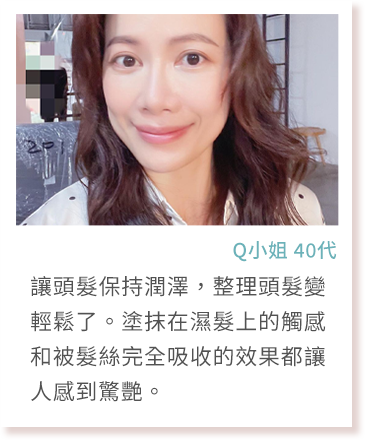 Q小姐 40代
讓頭髮保持潤澤，整理頭髮變
輕鬆了。塗抹在濕髮上的觸感
和被髮絲完全吸收的效果都讓
人感到驚艷。